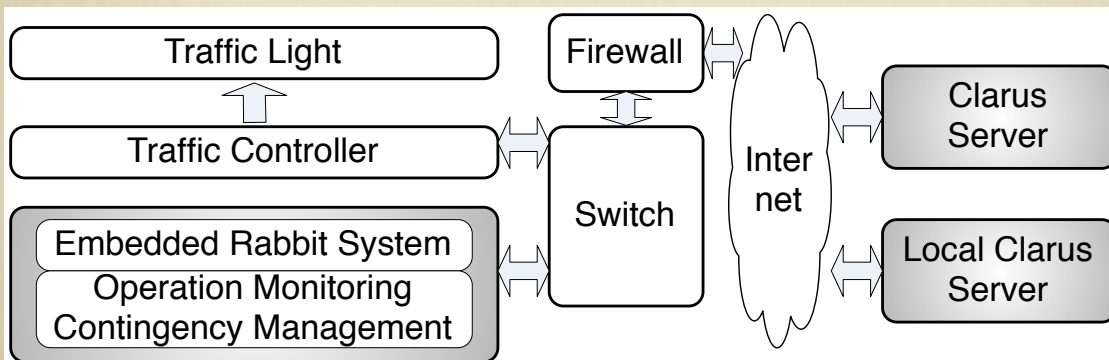 Traffic Light
Firewall
Clarus
Server
Traffic Controller
Inter
net
Switch
Embedded Rabbit System
Operation Monitoring
Contingency Management
Local Clarus
Server